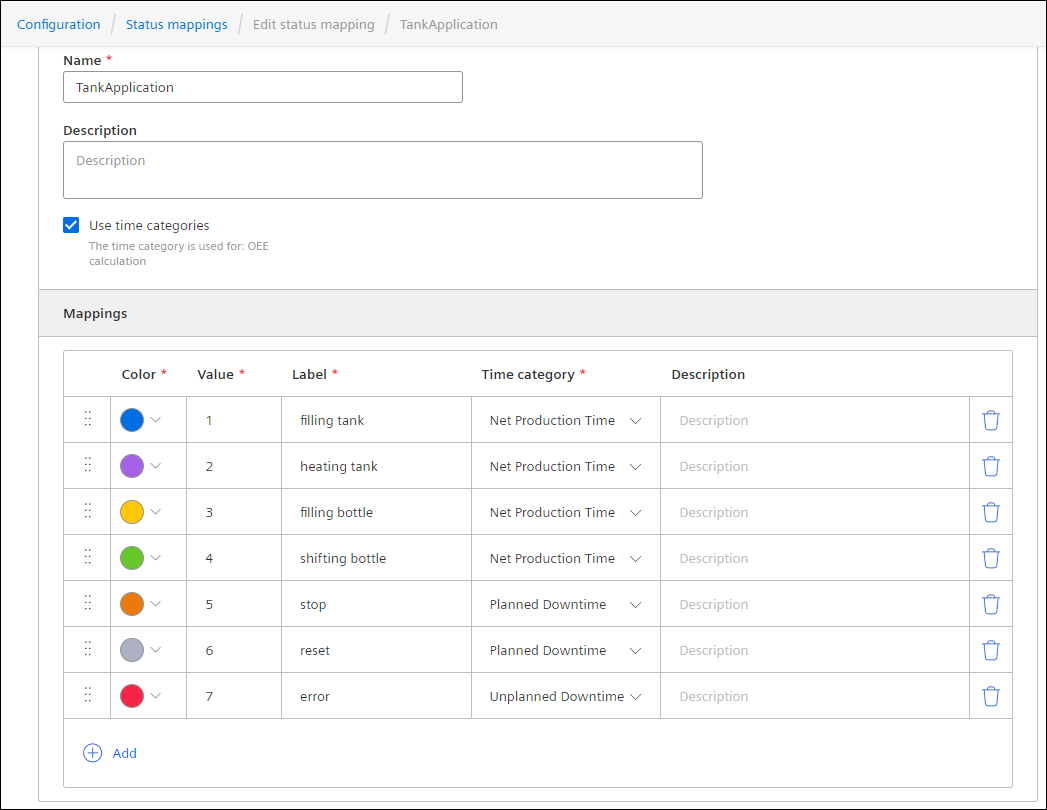 Configuration / Status mappings / Edit status mapping / TankApplication
Name *
TankApplication
Description
Description
Use time categories
The time category is used for: OEE
calculation
Mappings
Color * Value * Label * Time category * Description
1 filling tank Net Production Time Description
2 heating tank Net Production Time Description
3 filling bottle Net Production Time Description
4 shifting bottle Net Production Time Description
5 stop Planned Downtime Description
6 reset Planned Downtime Description
7 error Unplanned Downtime Description
Add